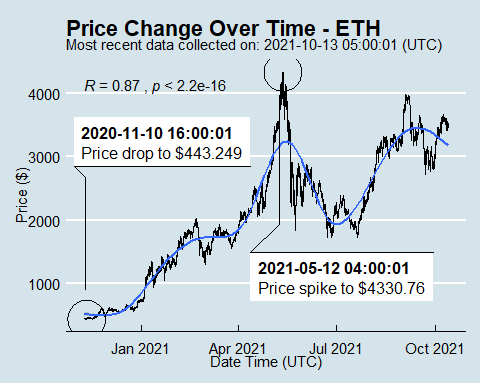 Price Change Over Time - ETH
Most recent data collected on: 2021-10-13 05:00:01 (UTC)
R = 0.87 , p < 2.2e-16
4000
2020-11-10 16:00:01
Price drop to $443.249
3000
Price ($)
2000
2021-05-12 04:00:01
Price spike to $4330.76
1000
Jan 2021 Apr 2021 Jul 2021 Oct 2021
Date Time (UTC)